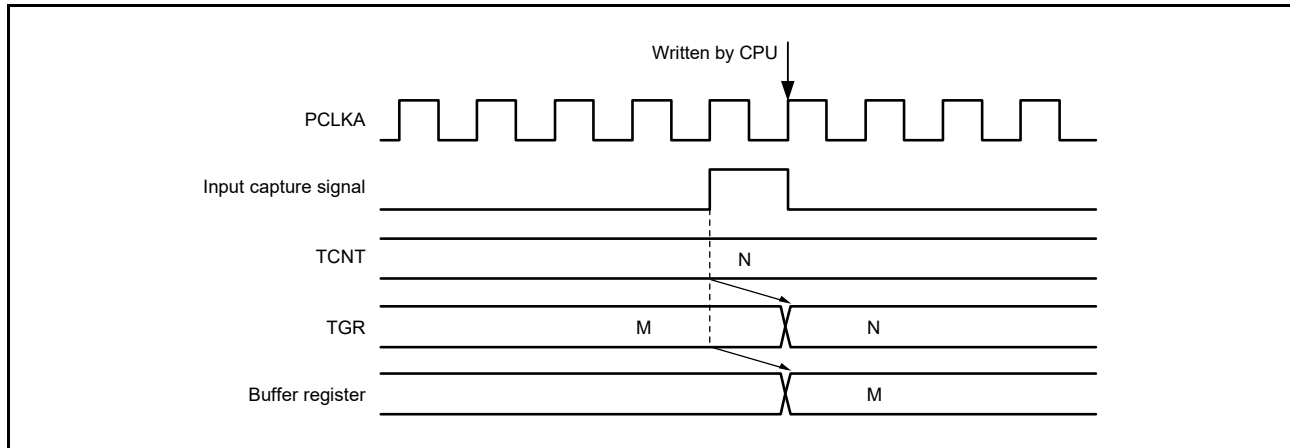 Written by CPU
PCLKA
Input capture signal
TCNT
N
TGR
M
N
Buffer register
M